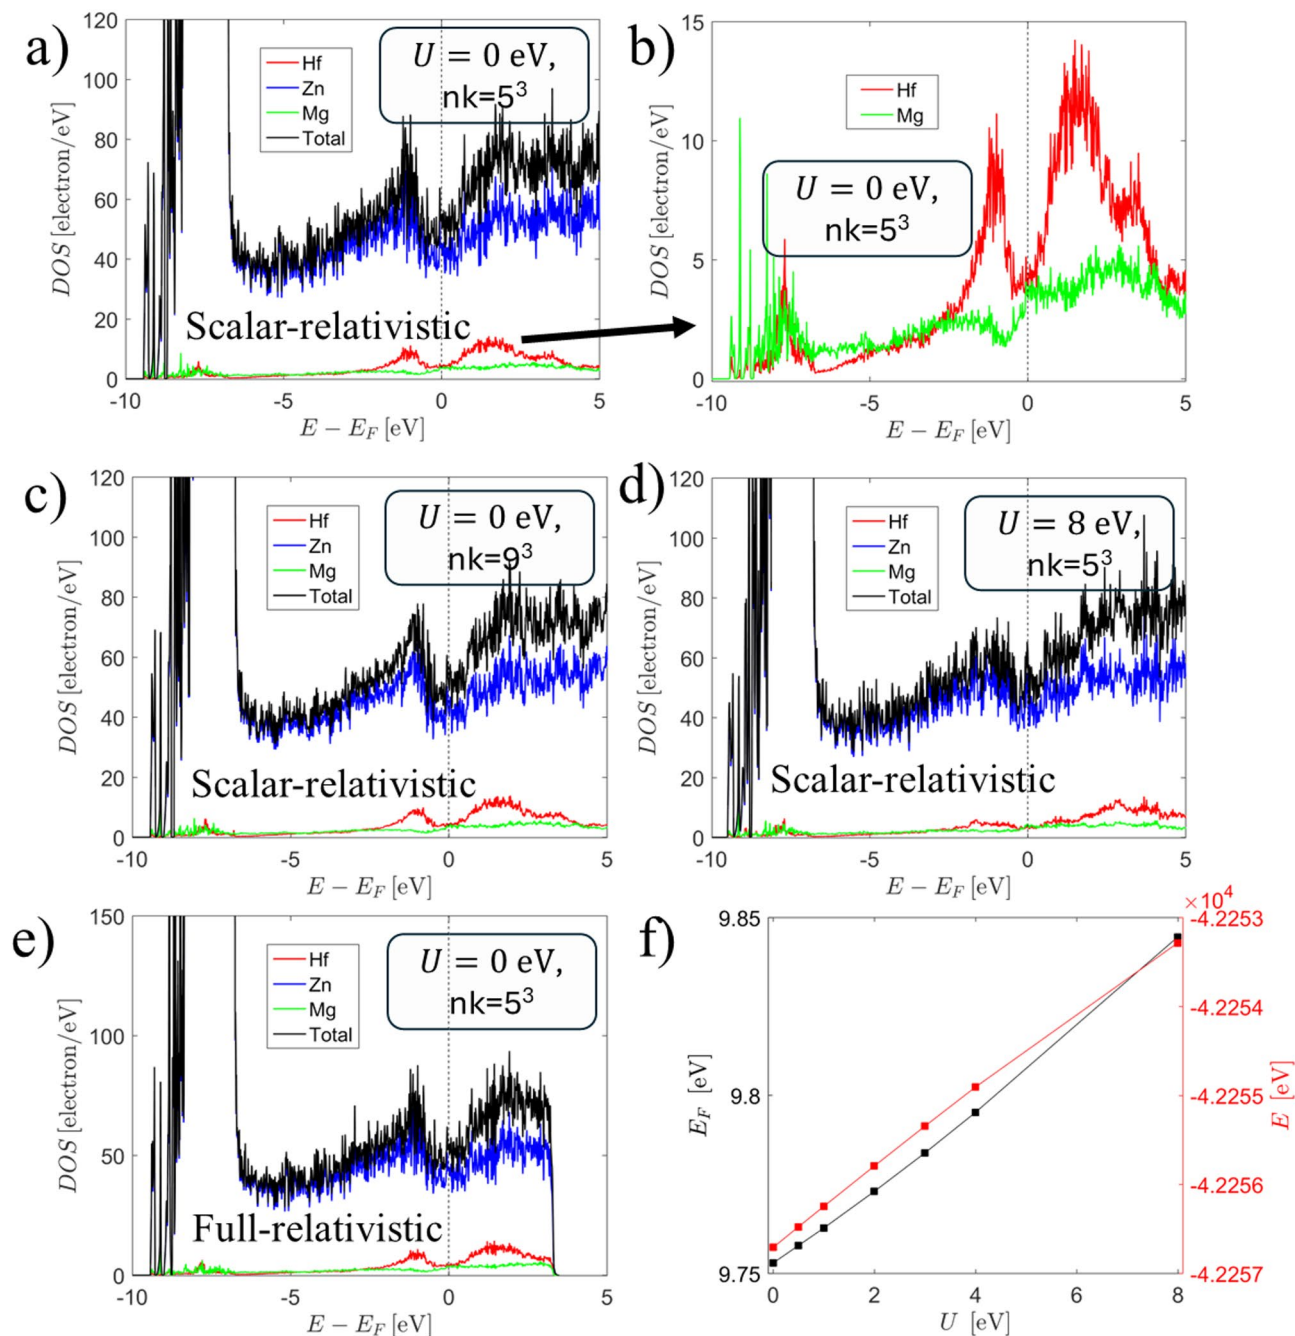 a)
120
100
80
60
40
20
0
-10
-5
0
5
DOS [electron/eV]
E − E_F [eV]
Hf
Zn
Mg
Total
U = 0 eV,
nk=5³
Scalar-relativistic
b)
15
10
5
0
-10
-5
0
5
DOS [electron/eV]
E − E_F [eV]
Hf
Mg
U = 0 eV,
nk=5³
c)
120
100
80
60
40
20
0
-10
-5
0
5
DOS [electron/eV]
E − E_F [eV]
Hf
Zn
Mg
Total
U = 0 eV,
nk=9³
Scalar-relativistic
d)
120
100
80
60
40
20
0
-10
-5
0
5
DOS [electron/eV]
E − E_F [eV]
Hf
Zn
Mg
Total
U = 8 eV,
nk=5³
Scalar-relativistic
e)
150
100
50
0
-10
-5
0
5
DOS [electron/eV]
E − E_F [eV]
Hf
Zn
Mg
Total
U = 0 eV,
nk=5³
Full-relativistic
f)
9.85
9.8
9.75
E_F [eV]
0
2
4
6
8
U [eV]
×10⁴
-4.2253
-4.2254
-4.2255
-4.2256
-4.2257
E [eV]